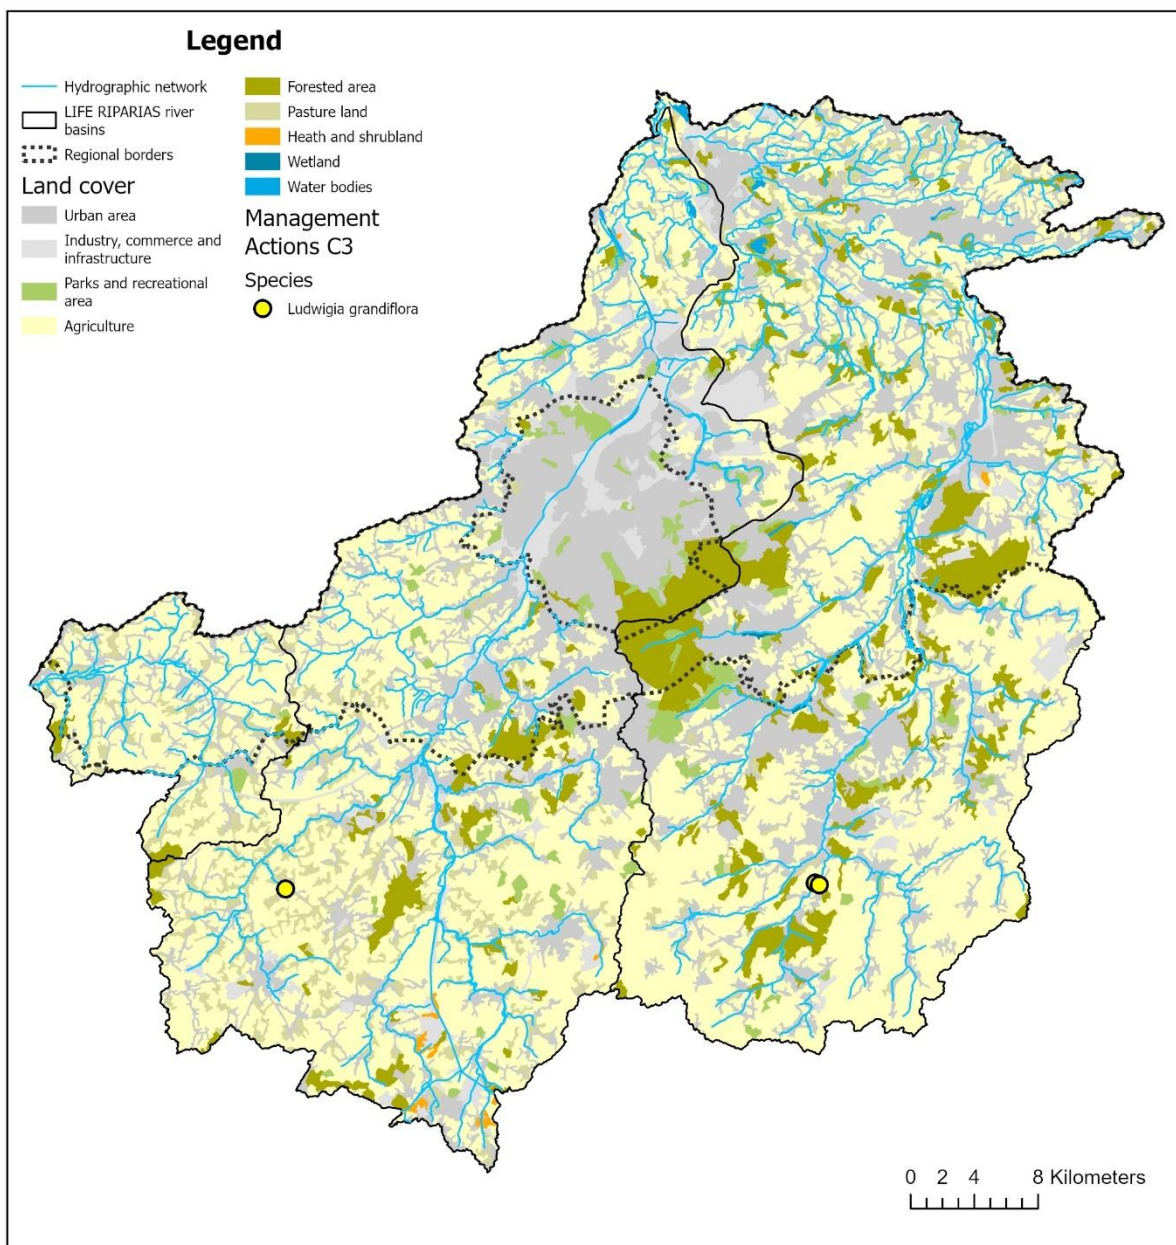 Legend
Hydrographic network
LIFE RIPARIAS river
basins
Regional borders
Land cover
Urban area
Industry, commerce and
infrastructure
Parks and recreational
area
Agriculture
Forested area
Pasture land
Heath and shrubland
Wetland
Water bodies
Management
Actions C3
Species
Ludwigia grandiflora
0 2 4 8 Kilometers